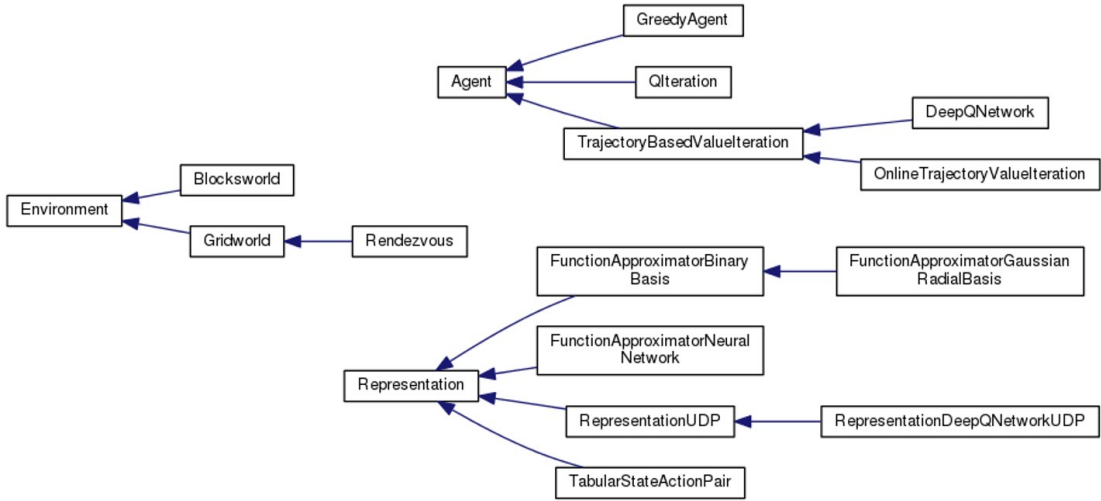 GreedyAgent
Agent
QIteration
DeepQNetwork
TrajectoryBasedValueIteration
OnlineTrajectoryValueIteration
Blocksworld
Environment
Gridworld
Rendezvous
FunctionApproximatorBinary
Basis
FunctionApproximatorGaussian
RadialBasis
FunctionApproximatorNeural
Network
Representation
RepresentationUDP
RepresentationDeepQNetworkUDP
TabularStateActionPair